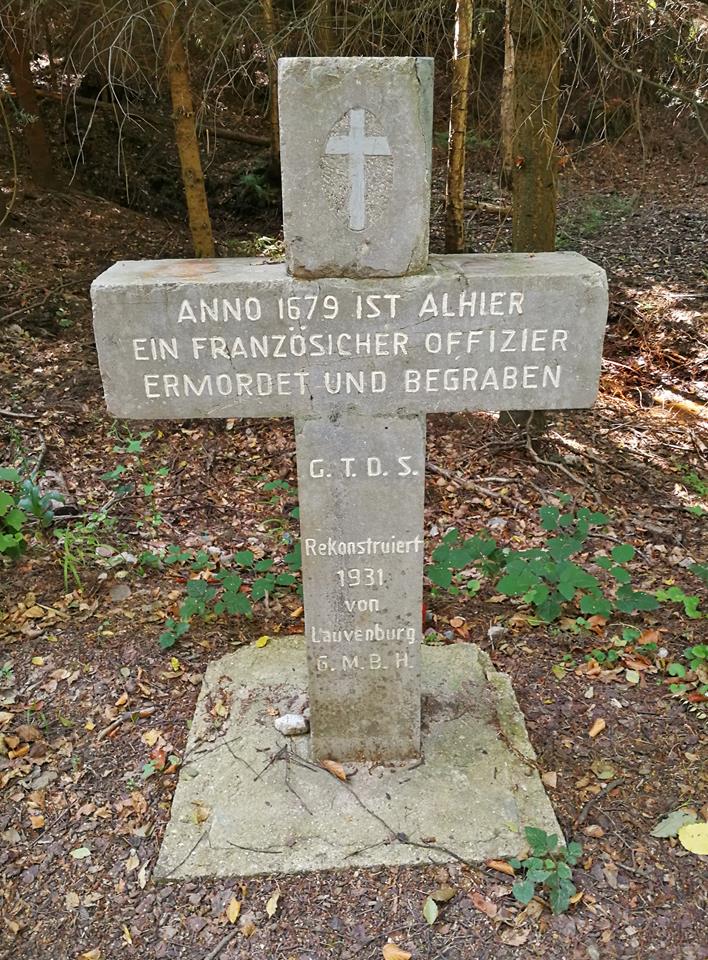 ANNO 1679 IST ALHIER
EIN FRANZÖSICHER OFFIZIER
ERMORDET UND BEGRABEN
G. T. D. S.
Rekonstruiert
1931
von
Lauvenburg
G. M. B. H.